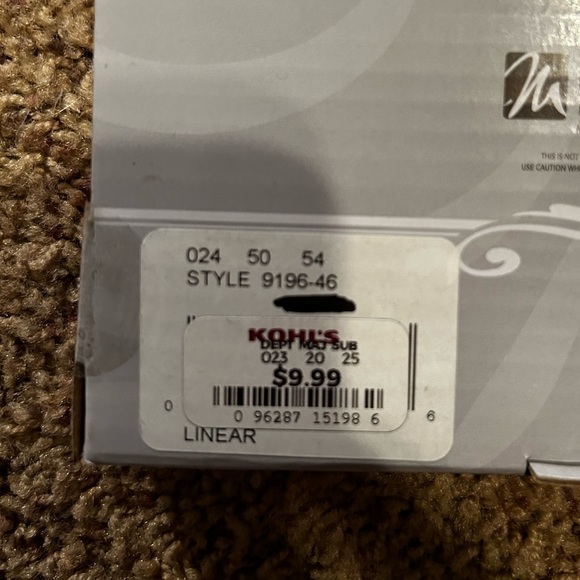 THIS IS NOT
USE CAUTION WH
024 50 54
STYLE 9196-46
KOHL'S
DEPT MAJ SUB
023 20 25
$9.99
0 0 96287 15198 6 6
LINEAR